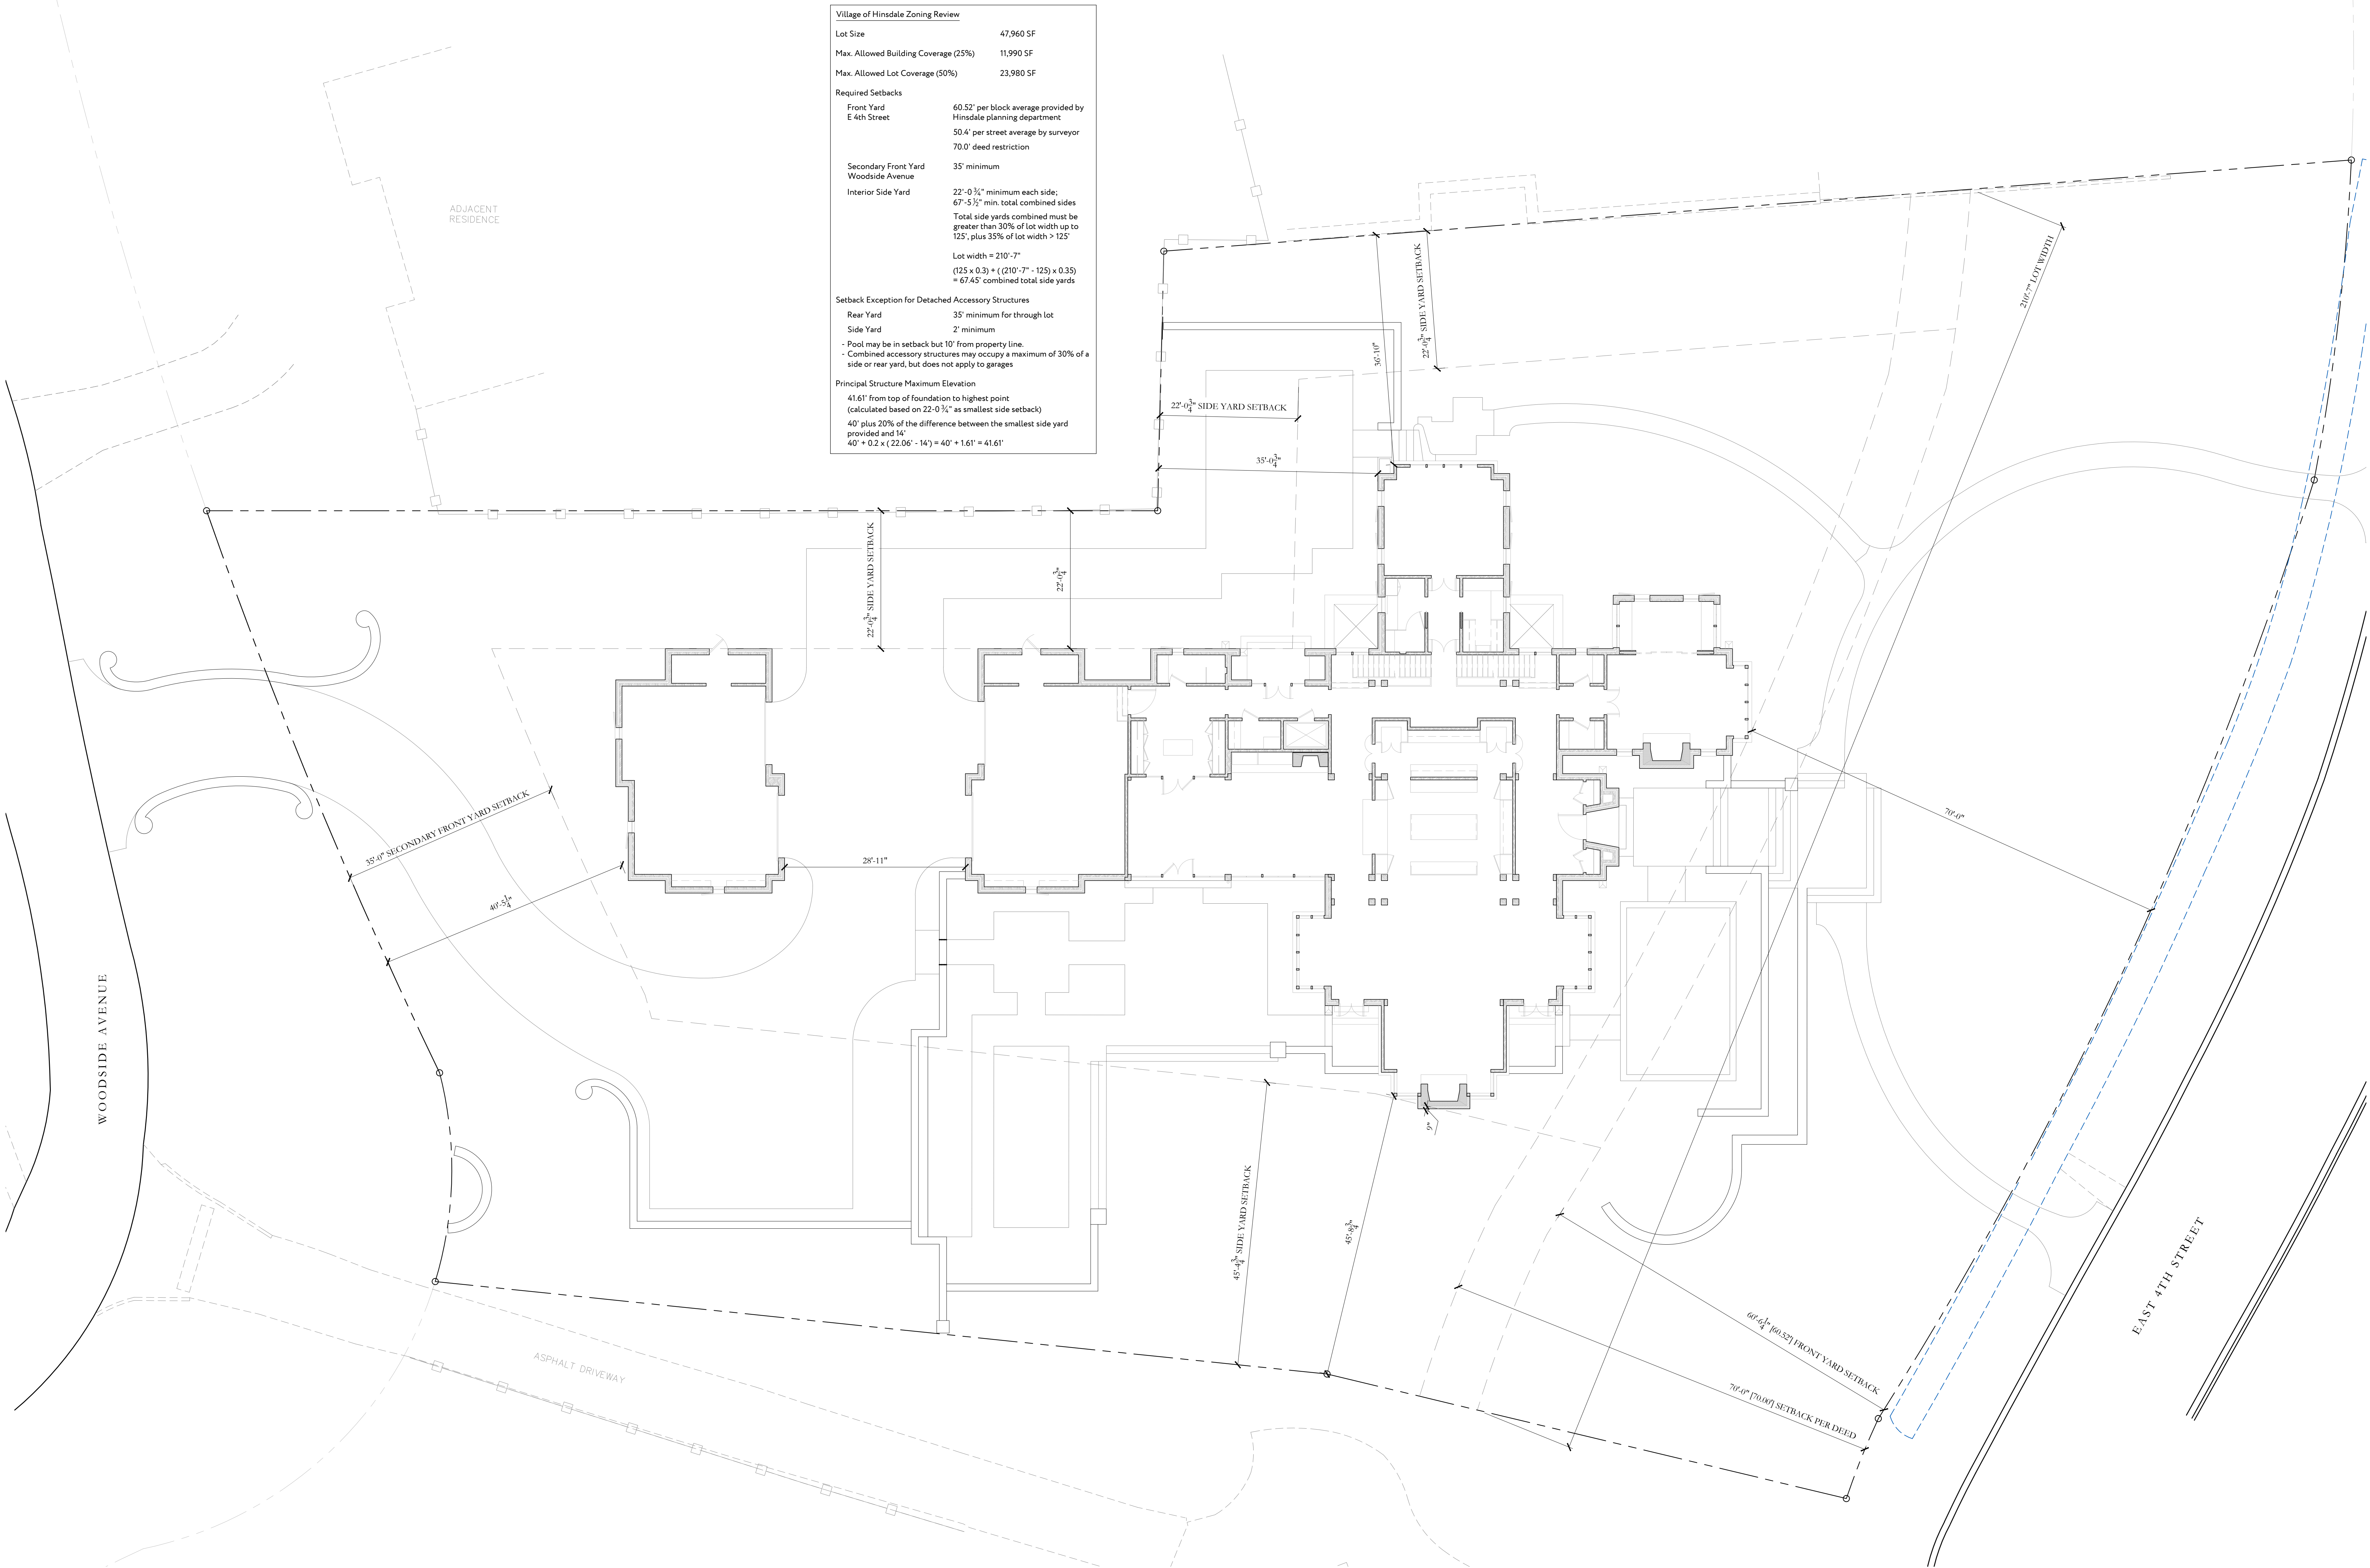 Village of Hinsdale Zoning Review
Lot Size 47,960 SF
Max. Allowed Building Coverage (25%) 11,990 SF
Max. Allowed Lot Coverage (50%) 23,980 SF
Required Setbacks
Front Yard 60.52' per block average provided by
E 4th Street Hinsdale planning department
50.4' per street average by surveyor
70.0' deed restriction
Secondary Front Yard 35' minimum
Woodside Avenue
Interior Side Yard 22'-0 ¾" minimum each side;
67'-5 ½" min. total combined sides
Total side yards combined must be
greater than 30% of lot width up to
125', plus 35% of lot width > 125'
Lot width = 210'-7"
(125 x 0.3) + ( (210'-7" - 125) x 0.35)
= 67.45' combined total side yards
Setback Exception for Detached Accessory Structures
Rear Yard 35' minimum for through lot
Side Yard 2' minimum
- Pool may be in setback but 10' from property line.
- Combined accessory structures may occupy a maximum of 30% of a
side or rear yard, but does not apply to garages
Principal Structure Maximum Elevation
41.61' from top of foundation to highest point
(calculated based on 22-0 ¾" as smallest side setback)
40' plus 20% of the difference between the smallest side yard
provided and 14'
40' + 0.2 x ( 22.06' - 14') = 40' + 1.61' = 41.61'
ADJACENT
RESIDENCE
210'-7" LOT WIDTH
22'-0¾" SIDE YARD SETBACK
36'-10"
22'-0¾" SIDE YARD SETBACK
35'-0¾"
22'-0¾" SIDE YARD SETBACK
22'-0¾"
35'-0" SECONDARY FRONT YARD SETBACK
40'-5¼"
28'-11"
70'-0"
WOODSIDE AVENUE
9"
45'-4¾" SIDE YARD SETBACK
45'-8¾"
60'-6¼" [60.52'] FRONT YARD SETBACK
70'-0" [70.00'] SETBACK PER DEED
EAST 4TH STREET
ASPHALT DRIVEWAY